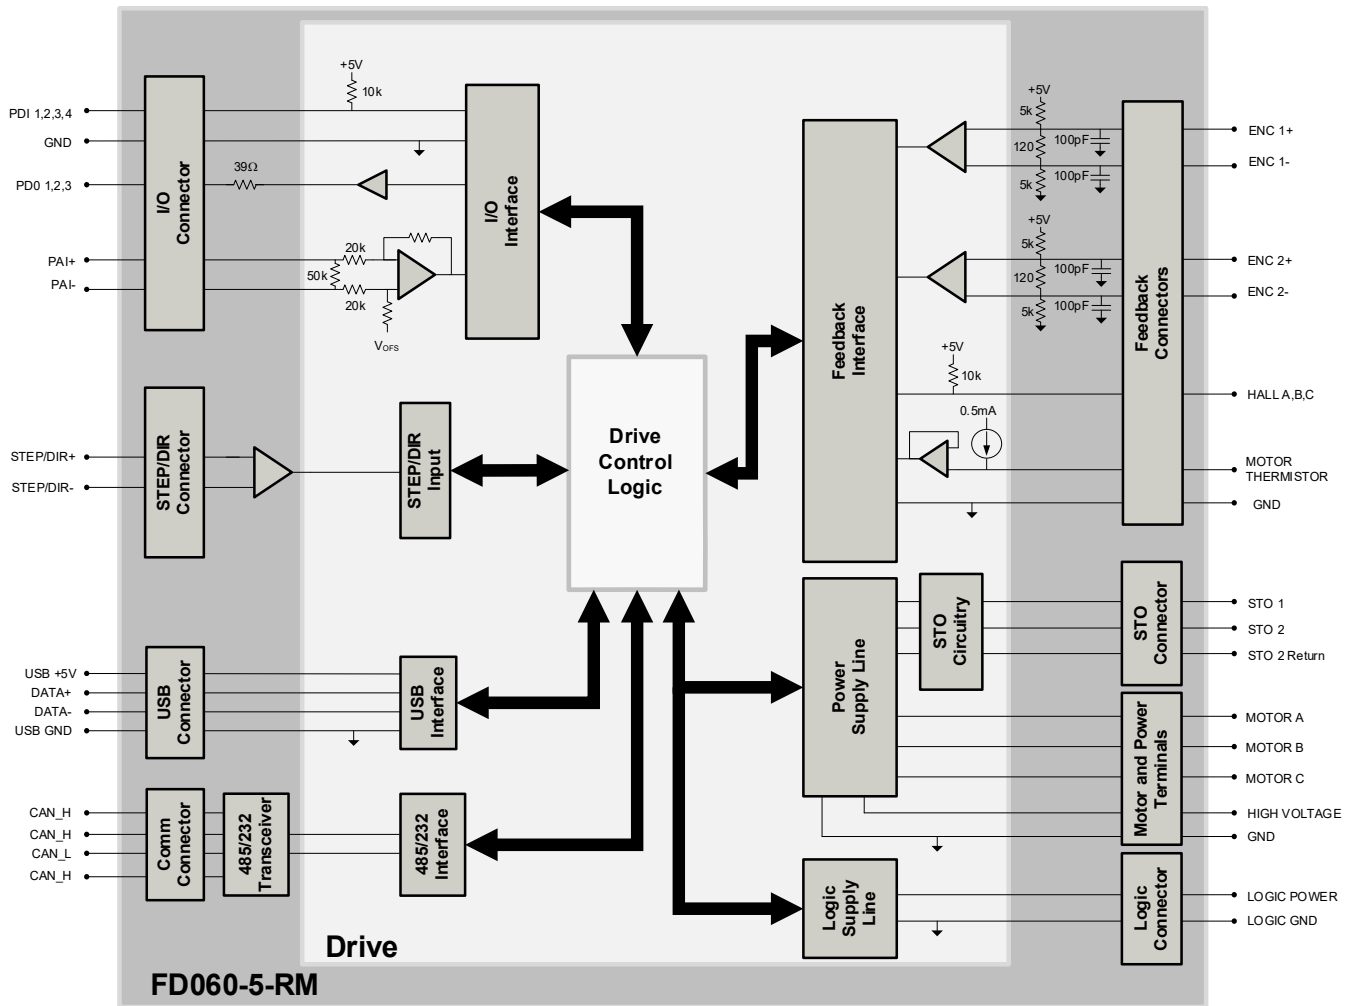 +5V
10k
PDI 1,2,3,4
GND
39Ω
PD0 1,2,3
I/O
Connector
I/O
Interface
PAI+
PAI-
20k
50k
20k
VOFS
STEP/DIR+
STEP/DIR-
STEP/DIR
Connector
STEP/DIR
Input
USB +5V
DATA+
DATA-
USB GND
USB
Connector
USB
Interface
CAN_H
CAN_H
CAN_L
CAN_H
Comm
Connector
485/232
Transceiver
485/232
Interface
Drive
Control
Logic
Feedback
Interface
+5V
5k
120
5k
100pF
100pF
ENC 1+
ENC 1-
+5V
5k
120
5k
100pF
100pF
ENC 2+
ENC 2-
Feedback
Connectors
+5V
10k
HALL A,B,C
0.5mA
MOTOR
THERMISTOR
GND
Power
Supply Line
STO
Circuitry
STO
Connector
STO 1
STO 2
STO 2 Return
Motor and Power
Terminals
MOTOR A
MOTOR B
MOTOR C
HIGH VOLTAGE
GND
Logic
Supply
Line
Logic
Connector
LOGIC POWER
LOGIC GND
Drive
FD060-5-RM